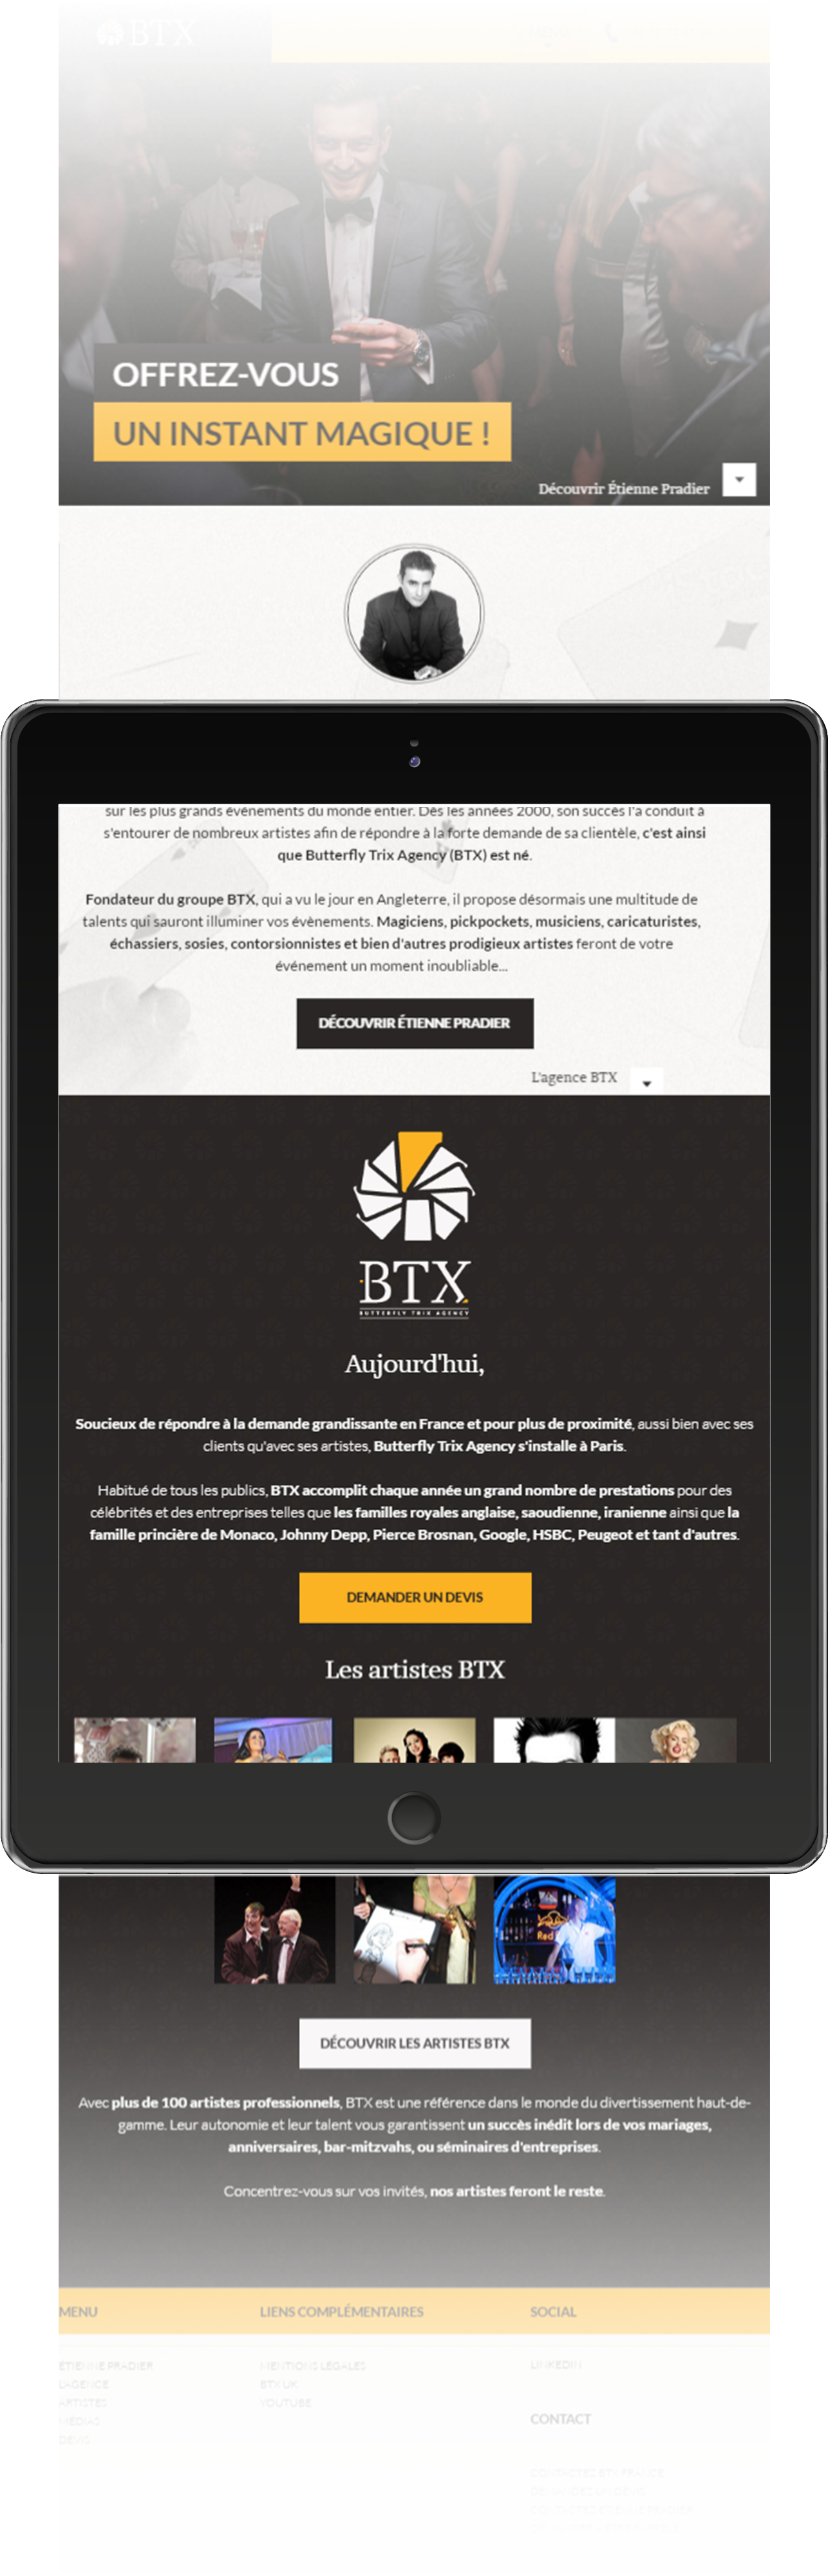 BTX
OFFREZ-VOUS
UN INSTANT MAGIQUE !
Découvrir Étienne Pradier
sur les plus grands événements du monde entier. Dès les années 2000, son succès l'a conduit à
s'entourer de nombreux artistes afin de répondre à la forte demande de sa clientèle, c'est ainsi
que Butterfly Trix Agency (BTX) est né.
Fondateur du groupe BTX, qui a vu le jour en Angleterre, il propose désormais une multitude de
talents qui sauront illuminer vos évènements. Magiciens, pickpockets, musiciens, caricaturistes,
échassiers, sosies, contorsionnistes et bien d'autres prodigieux artistes feront de votre
événement un moment inoubliable...
DÉCOUVRIR ÉTIENNE PRADIER
L'agence BTX
BTX
BUTTERFLY TRIX AGENCY
Aujourd'hui,
Soucieux de répondre à la demande grandissante en France et pour plus de proximité, aussi bien avec ses
clients qu'avec ses artistes, Butterfly Trix Agency s'installe à Paris.
Habitué de tous les publics, BTX accomplit chaque année un grand nombre de prestations pour des
célébrités et des entreprises telles que les familles royales anglaise, saoudienne, iranienne ainsi que la
famille princière de Monaco, Johnny Depp, Pierce Brosnan, Google, HSBC, Peugeot et tant d'autres.
DEMANDER UN DEVIS
Les artistes BTX
Red
DÉCOUVRIR LES ARTISTES BTX
Avec plus de 100 artistes professionnels, BTX est une référence dans le monde du divertissement haut-de-
gamme. Leur autonomie et leur talent vous garantissent un succès inédit lors de vos mariages,
anniversaires, bar-mitzvahs, ou séminaires d'entreprises.
Concentrez-vous sur vos invités, nos artistes feront le reste.
MENU
LIENS COMPLÉMENTAIRES
SOCIAL
ÉTIENNE PRADIER
L'AGENCE
ARTISTES
MÉDIAS
DEVIS
MENTIONS LÉGALES
BTX UK
YOUTUBE
LINKEDIN
CONTACT